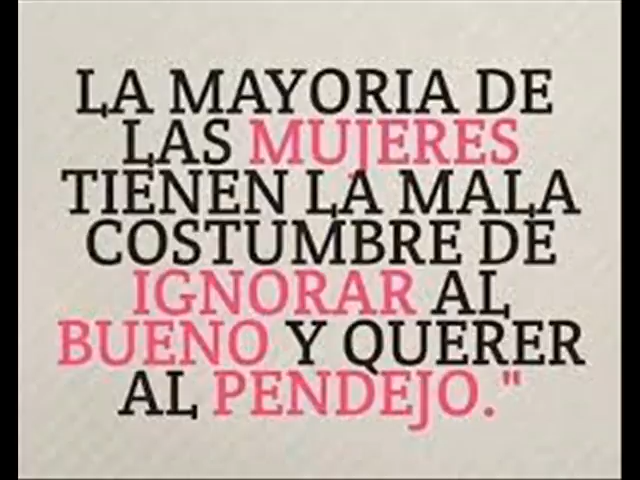 LA MAYORIA DE
LAS MUJERES
TIENEN LA MALA
COSTUMBRE DE
IGNORAR AL
BUENO Y QUERER
AL PENDEJO."